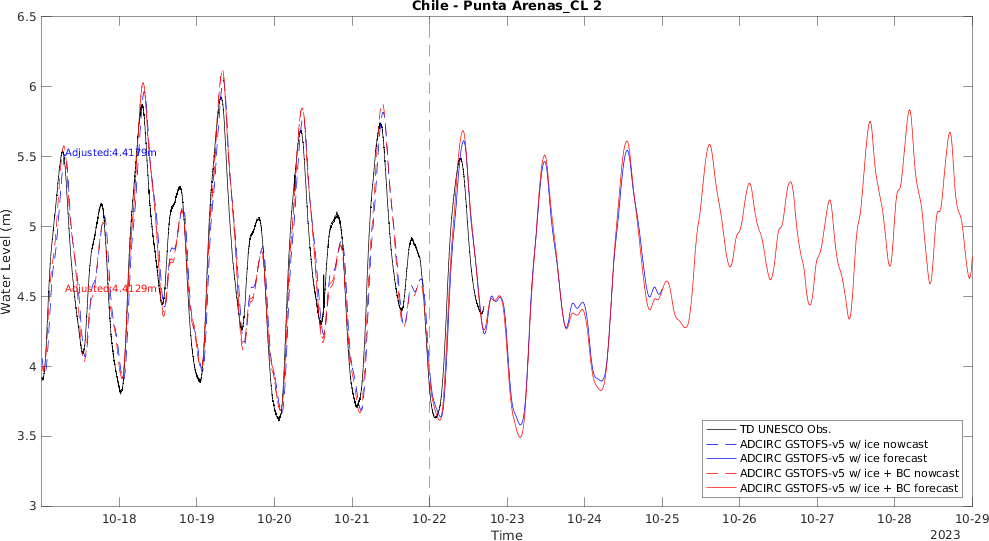 Chile - Punta Arenas_CL 2
6.5
6
5.5
5
4.5
4
3.5
3
Water Level (m)
Adjusted:4.4179m
Adjusted:4.4129m
TD UNESCO Obs.
ADCIRC GSTOFS-v5 w/ ice nowcast
ADCIRC GSTOFS-v5 w/ ice forecast
ADCIRC GSTOFS-v5 w/ ice + BC nowcast
ADCIRC GSTOFS-v5 w/ ice + BC forecast
10-18
10-19
10-20
10-21
10-22
10-23
10-24
10-25
10-26
10-27
10-28
10-29
Time
2023